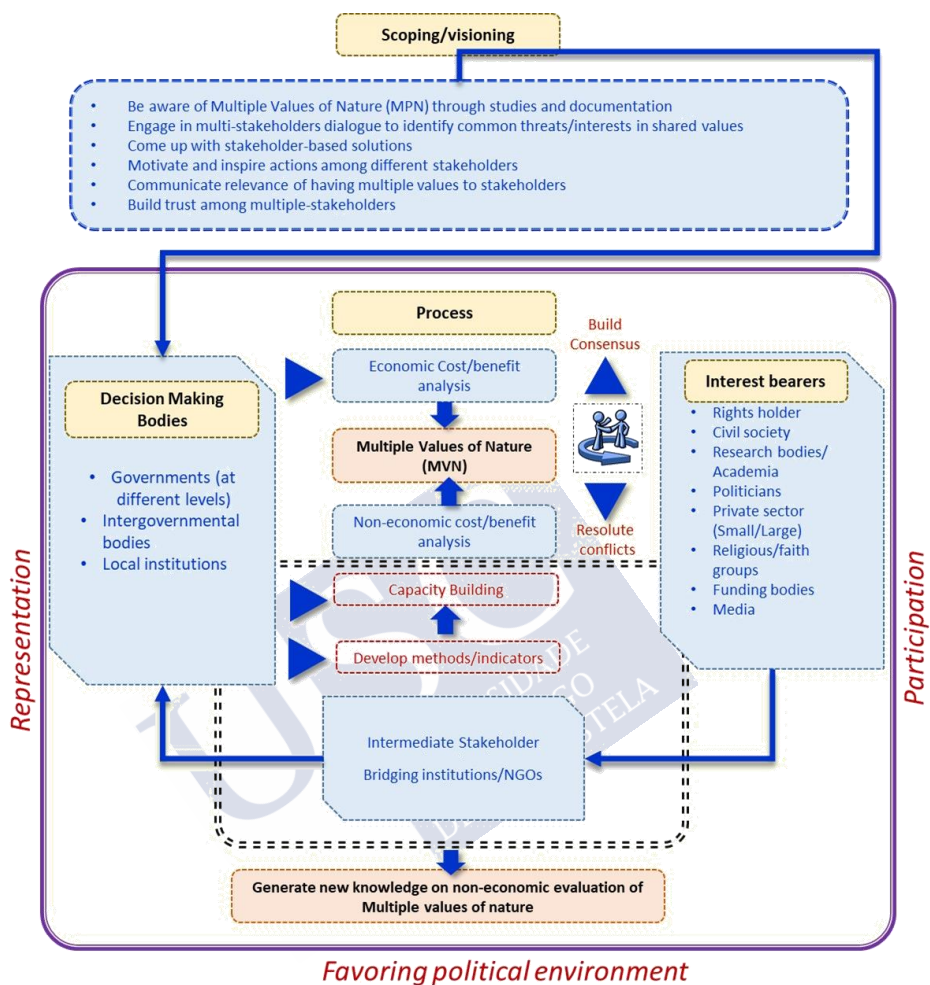 Scoping/visioning
• Be aware of Multiple Values of Nature (MPN) through studies and documentation
• Engage in multi-stakeholders dialogue to identify common threats/interests in shared values
• Come up with stakeholder-based solutions
• Motivate and inspire actions among different stakeholders
• Communicate relevance of having multiple values to stakeholders
• Build trust among multiple-stakeholders
Process
Build
Consensus
Economic Cost/benefit
analysis
Decision Making
Bodies
• Governments (at
different levels)
• Intergovernmental
bodies
• Local institutions
Multiple Values of Nature
(MVN)
Non-economic cost/benefit
analysis
Resolute
conflicts
Interest bearers
• Rights holder
• Civil society
• Research bodies/
Academia
• Politicians
• Private sector
(Small/Large)
• Religious/faith
groups
• Funding bodies
• Media
Capacity Building
Develop methods/indicators
Representation
Participation
Intermediate Stakeholder
Bridging institutions/NGOs
Generate new knowledge on non-economic evaluation of
Multiple values of nature
Favoring political environment
USC